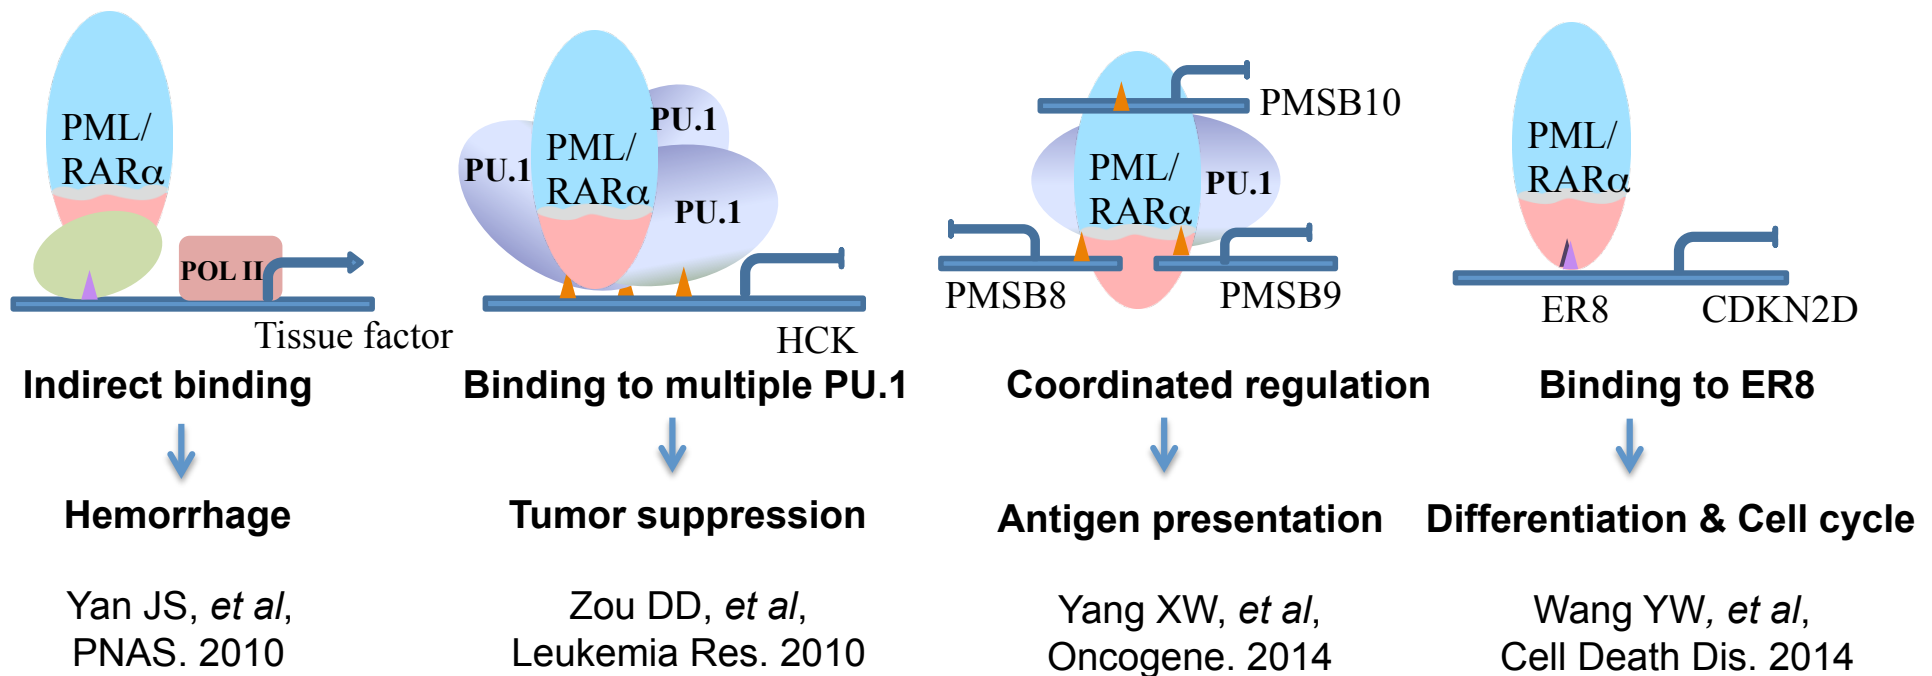 PML/
RARα
POL II
Tissue factor
Indirect binding
Hemorrhage
Yan JS, et al,
PNAS. 2010
PU.1
PML/
RARα
PU.1
PU.1
HCK
Binding to multiple PU.1
Tumor suppression
Zou DD, et al,
Leukemia Res. 2010
PMSB10
PML/
RARα
PU.1
PMSB8
PMSB9
Coordinated regulation
Antigen presentation
Yang XW, et al,
Oncogene. 2014
PML/
RARα
ER8
CDKN2D
Binding to ER8
Differentiation & Cell cycle
Wang YW, et al,
Cell Death Dis. 2014